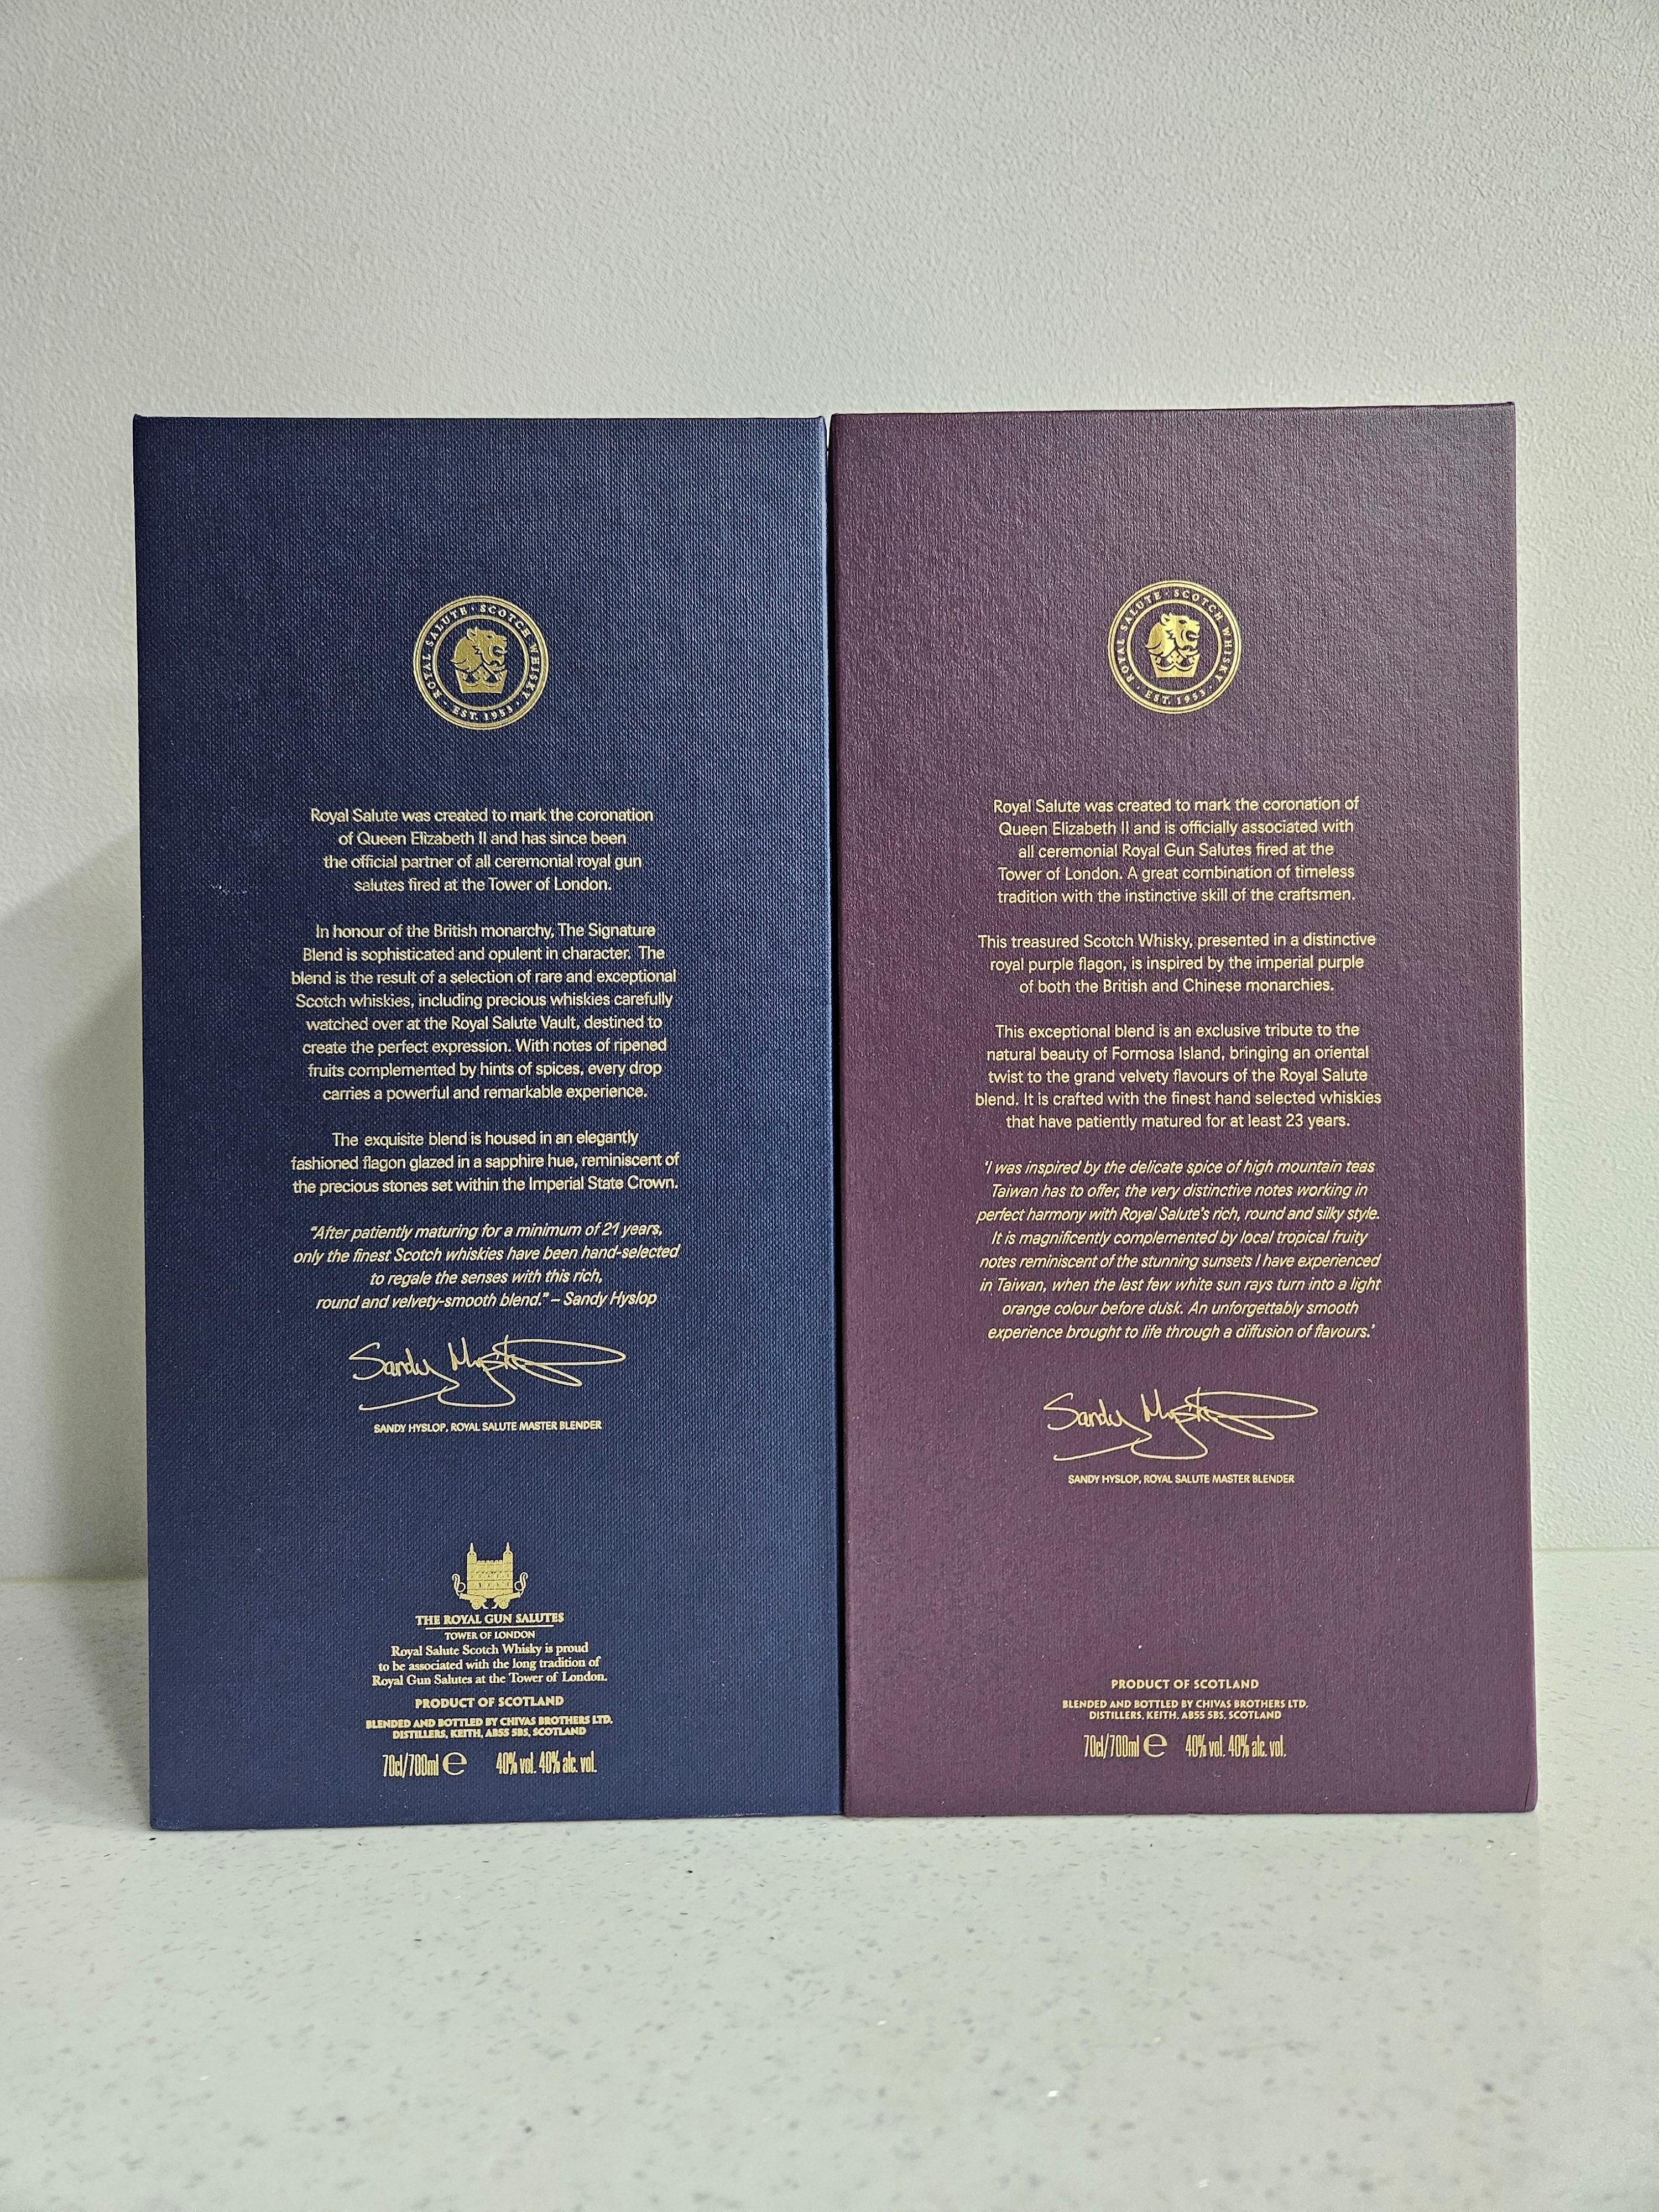 ROYAL SALUTE · SCOTCH WHISKY
· EST. 1953 ·
Royal Salute was created to mark the coronation
of Queen Elizabeth II and has since been
the official partner of all ceremonial royal gun
salutes fired at the Tower of London.
In honour of the British monarchy, The Signature
Blend is sophisticated and opulent in character. The
blend is the result of a selection of rare and exceptional
Scotch whiskies, including precious whiskies carefully
watched over at the Royal Salute Vault, destined to
create the perfect expression. With notes of ripened
fruits complemented by hints of spices, every drop
carries a powerful and remarkable experience.
The exquisite blend is housed in an elegantly
fashioned flagon glazed in a sapphire hue, reminiscent of
the precious stones set within the Imperial State Crown.
“After patiently maturing for a minimum of 21 years,
only the finest Scotch whiskies have been hand-selected
to regale the senses with this rich,
round and velvety-smooth blend.” – Sandy Hyslop
Sandy Hyslop
SANDY HYSLOP, ROYAL SALUTE MASTER BLENDER
THE ROYAL GUN SALUTES
TOWER OF LONDON
Royal Salute Scotch Whisky is proud
to be associated with the long tradition of
Royal Gun Salutes at the Tower of London.
PRODUCT OF SCOTLAND
BLENDED AND BOTTLED BY CHIVAS BROTHERS LTD.
DISTILLERS, KEITH, AB55 5BS, SCOTLAND
70cl/700ml ℮ 40% vol. 40% alc. vol.
ROYAL SALUTE · SCOTCH WHISKY
· EST. 1953 ·
Royal Salute was created to mark the coronation of
Queen Elizabeth II and is officially associated with
all ceremonial Royal Gun Salutes fired at the
Tower of London. A great combination of timeless
tradition with the instinctive skill of the craftsmen.
This treasured Scotch Whisky, presented in a distinctive
royal purple flagon, is inspired by the imperial purple
of both the British and Chinese monarchies.
This exceptional blend is an exclusive tribute to the
natural beauty of Formosa Island, bringing an oriental
twist to the grand velvety flavours of the Royal Salute
blend. It is crafted with the finest hand selected whiskies
that have patiently matured for at least 23 years.
'I was inspired by the delicate spice of high mountain teas
Taiwan has to offer, the very distinctive notes working in
perfect harmony with Royal Salute's rich, round and silky style.
It is magnificently complemented by local tropical fruity
notes reminiscent of the stunning sunsets I have experienced
in Taiwan, when the last few white sun rays turn into a light
orange colour before dusk. An unforgettably smooth
experience brought to life through a diffusion of flavours.'
Sandy Hyslop
SANDY HYSLOP, ROYAL SALUTE MASTER BLENDER
PRODUCT OF SCOTLAND
BLENDED AND BOTTLED BY CHIVAS BROTHERS LTD,
DISTILLERS, KEITH, AB55 5BS, SCOTLAND
70cl/700ml ℮ 40% vol. 40% alc. vol.